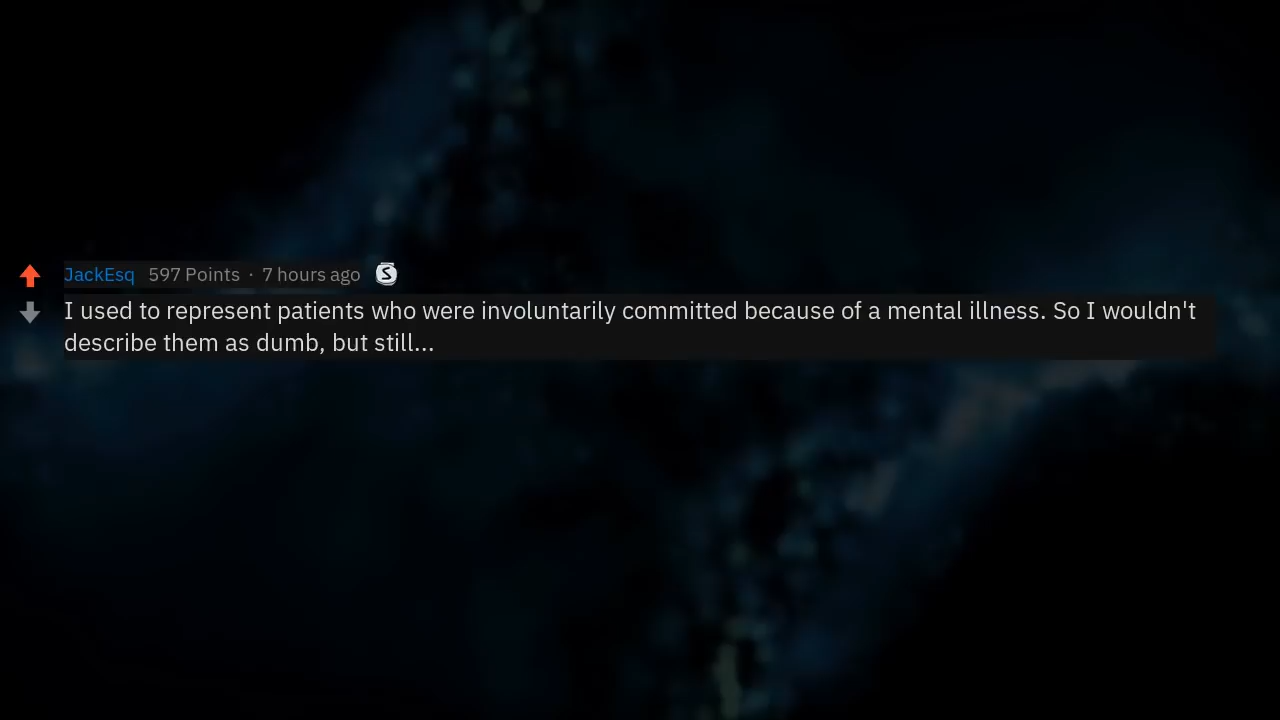 JackEsq 597 Points · 7 hours ago S
I used to represent patients who were involuntarily committed because of a mental illness. So I wouldn't
describe them as dumb, but still...